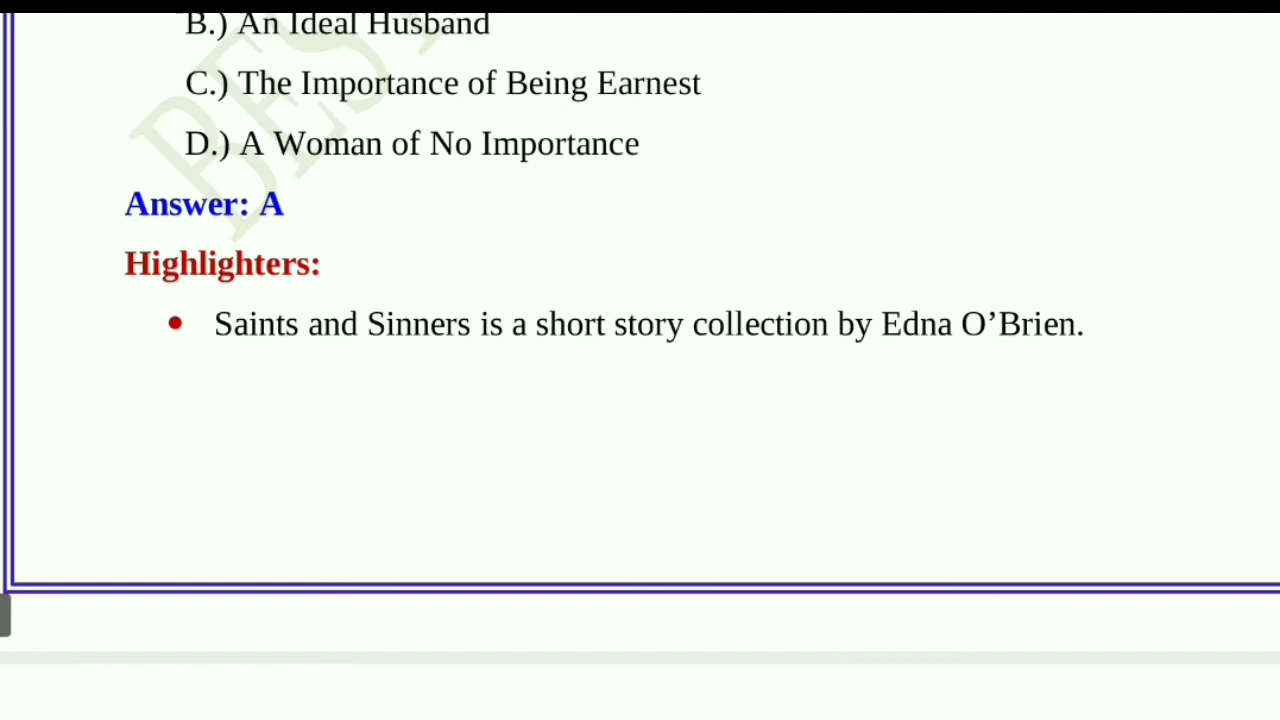 B.) An Ideal Husband
C.) The Importance of Being Earnest
D.) A Woman of No Importance
Answer: A
Highlighters:
• Saints and Sinners is a short story collection by Edna O’Brien.